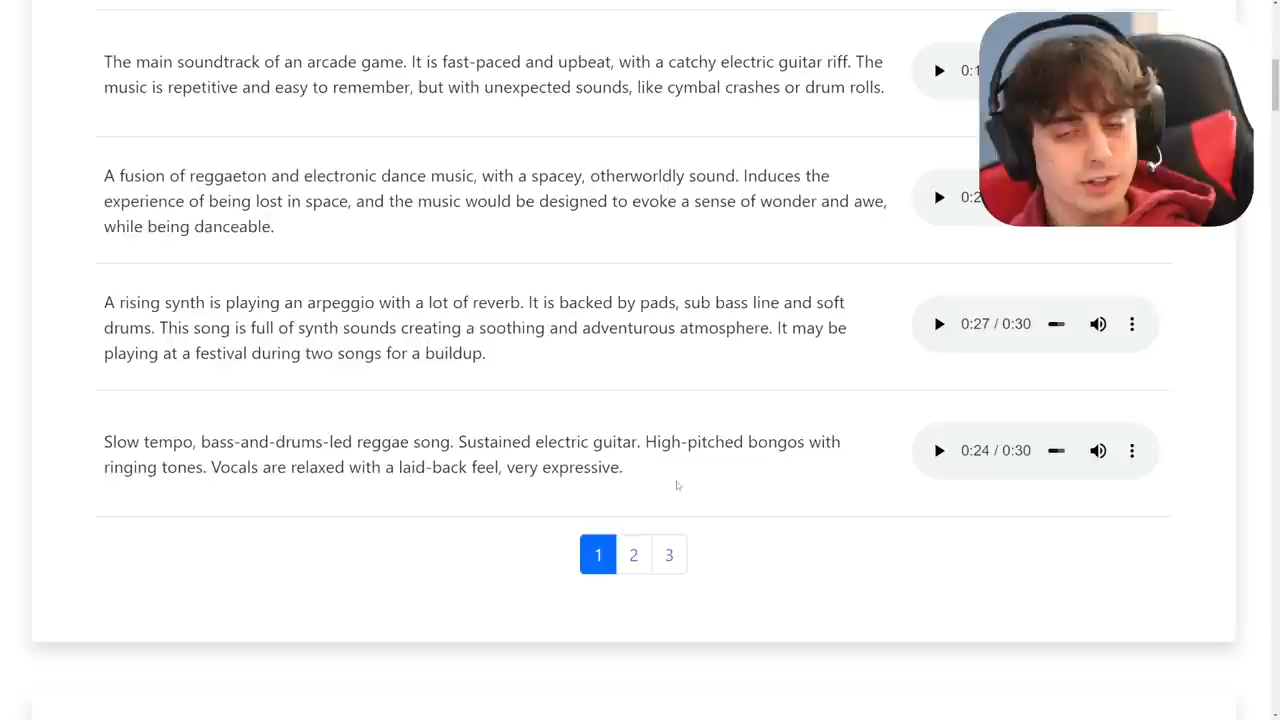 The main soundtrack of an arcade game. It is fast-paced and upbeat, with a catchy electric guitar riff. The
music is repetitive and easy to remember, but with unexpected sounds, like cymbal crashes or drum rolls.
0:1
A fusion of reggaeton and electronic dance music, with a spacey, otherworldly sound. Induces the
experience of being lost in space, and the music would be designed to evoke a sense of wonder and awe,
while being danceable.
0:2
A rising synth is playing an arpeggio with a lot of reverb. It is backed by pads, sub bass line and soft
drums. This song is full of synth sounds creating a soothing and adventurous atmosphere. It may be
playing at a festival during two songs for a buildup.
0:27 / 0:30
Slow tempo, bass-and-drums-led reggae song. Sustained electric guitar. High-pitched bongos with
ringing tones. Vocals are relaxed with a laid-back feel, very expressive.
0:24 / 0:30
1 2 3